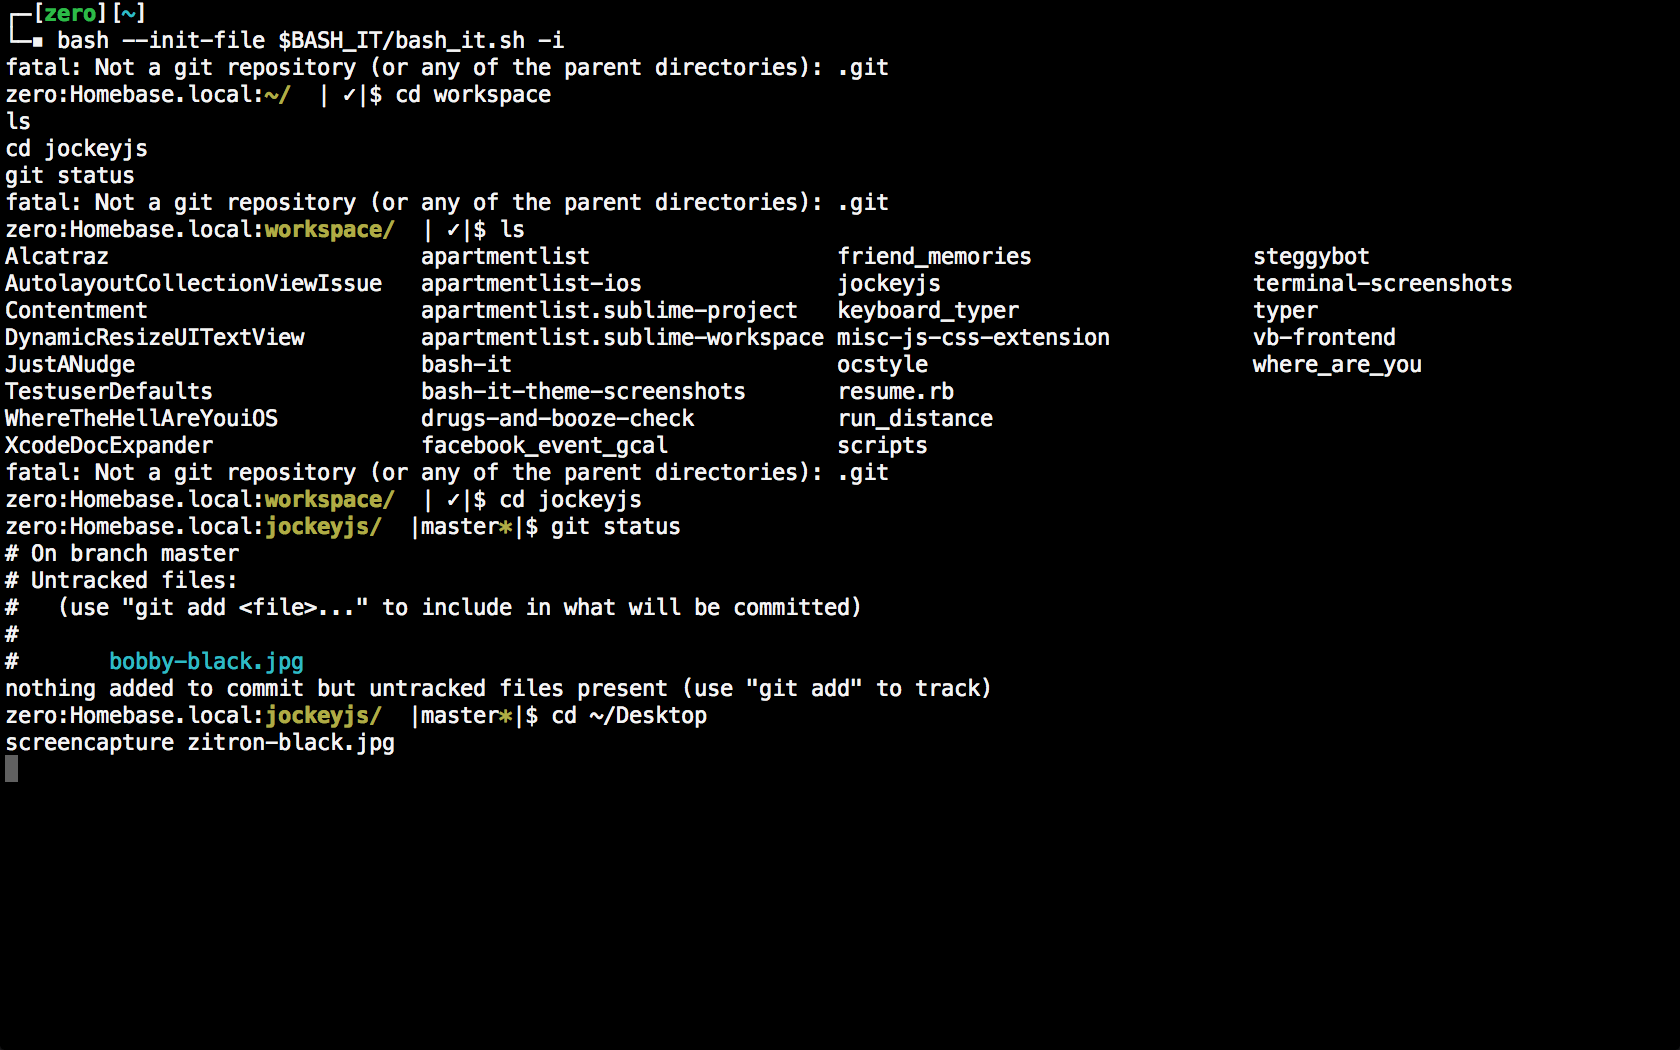 ┌─[zero][~]
└─▪ bash --init-file $BASH_IT/bash_it.sh -i
fatal: Not a git repository (or any of the parent directories): .git
zero:Homebase.local:~/  | ✓|$ cd workspace
ls
cd jockeyjs
git status
fatal: Not a git repository (or any of the parent directories): .git
zero:Homebase.local:workspace/  | ✓|$ ls
Alcatraz                        apartmentlist                   friend_memories                 steggybot
AutolayoutCollectionViewIssue   apartmentlist-ios               jockeyjs                        terminal-screenshots
Contentment                     apartmentlist.sublime-project   keyboard_typer                  typer
DynamicResizeUITextView         apartmentlist.sublime-workspace misc-js-css-extension           vb-frontend
JustANudge                      bash-it                         ocstyle                         where_are_you
TestuserDefaults                bash-it-theme-screenshots       resume.rb
WhereTheHellAreYouiOS           drugs-and-booze-check           run_distance
XcodeDocExpander                facebook_event_gcal             scripts
fatal: Not a git repository (or any of the parent directories): .git
zero:Homebase.local:workspace/  | ✓|$ cd jockeyjs
zero:Homebase.local:jockeyjs/  |master*|$ git status
# On branch master
# Untracked files:
#   (use "git add <file>..." to include in what will be committed)
#
#       bobby-black.jpg
nothing added to commit but untracked files present (use "git add" to track)
zero:Homebase.local:jockeyjs/  |master*|$ cd ~/Desktop
screencapture zitron-black.jpg